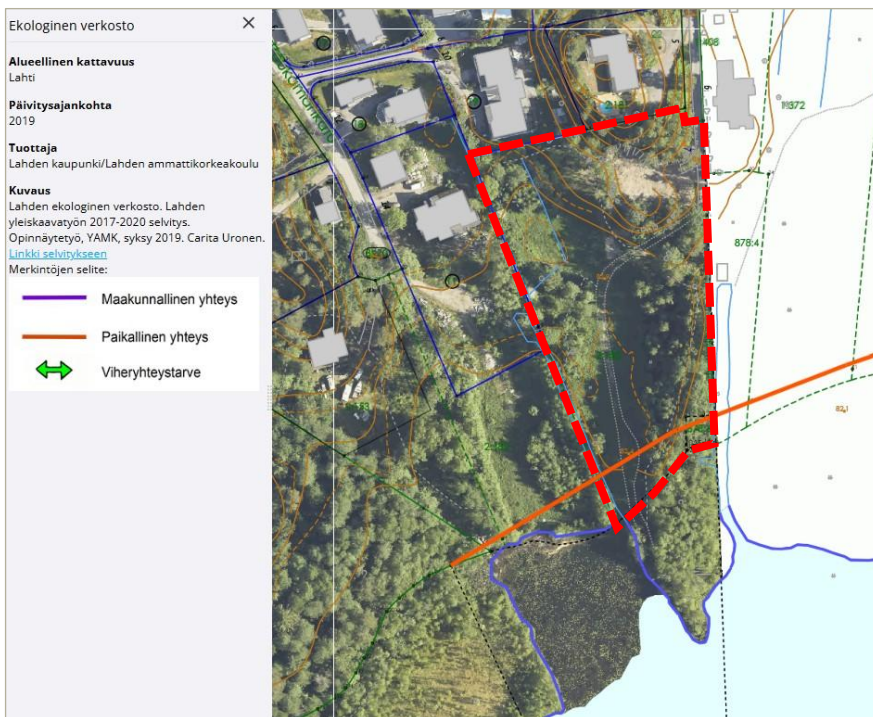 Ekologinen verkosto
Alueellinen kattavuus
Lahti
Päivitysajankohta
2019
Tuottaja
Lahden kaupunki/Lahden ammattikorkeakoulu
Kuvaus
Lahden ekologinen verkosto. Lahden
yleiskaavatyön 2017-2020 selvitys.
Opinnäytetyö, YAMK, syksy 2019. Carita Uronen.
Linkki selvitykseen
Merkintöjen selite:
Maakunnallinen yhteys
Paikallinen yhteys
Viheryhteystarve
1:372
878:4